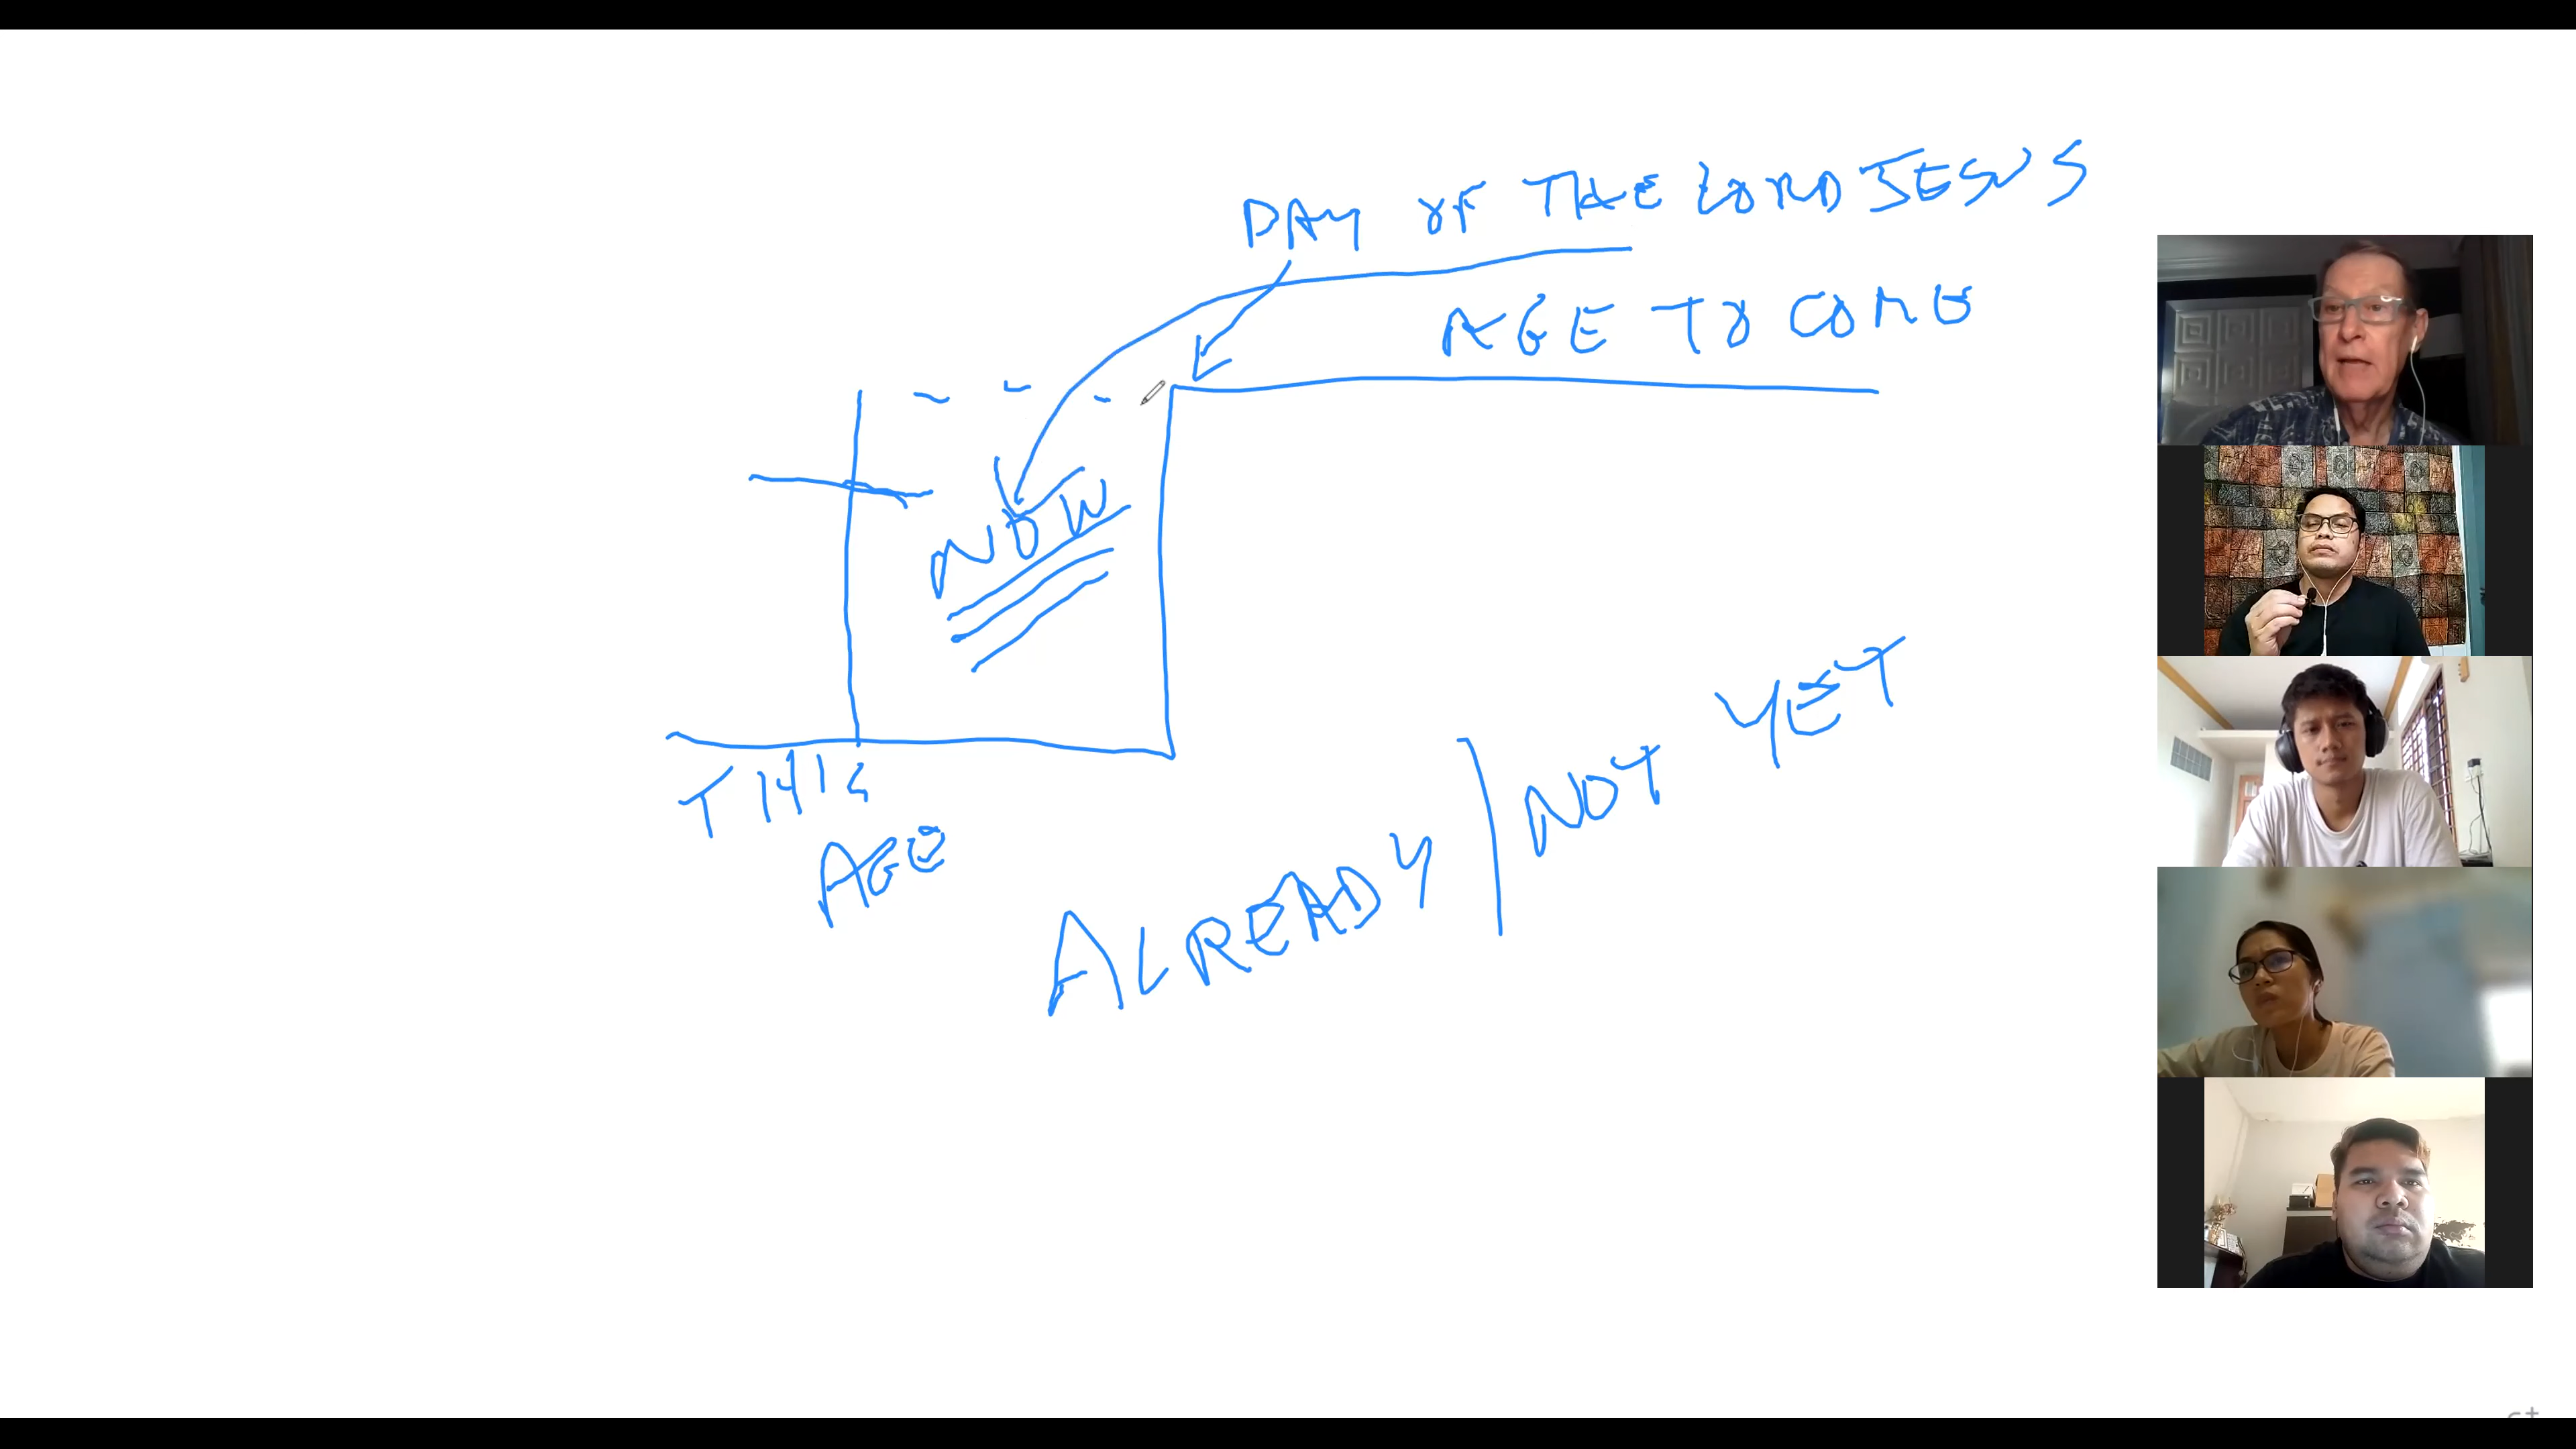 DAY OF THE LORD JESUS
AGE TO COME
NOW
THIS
AGE
ALREADY | NOT YET